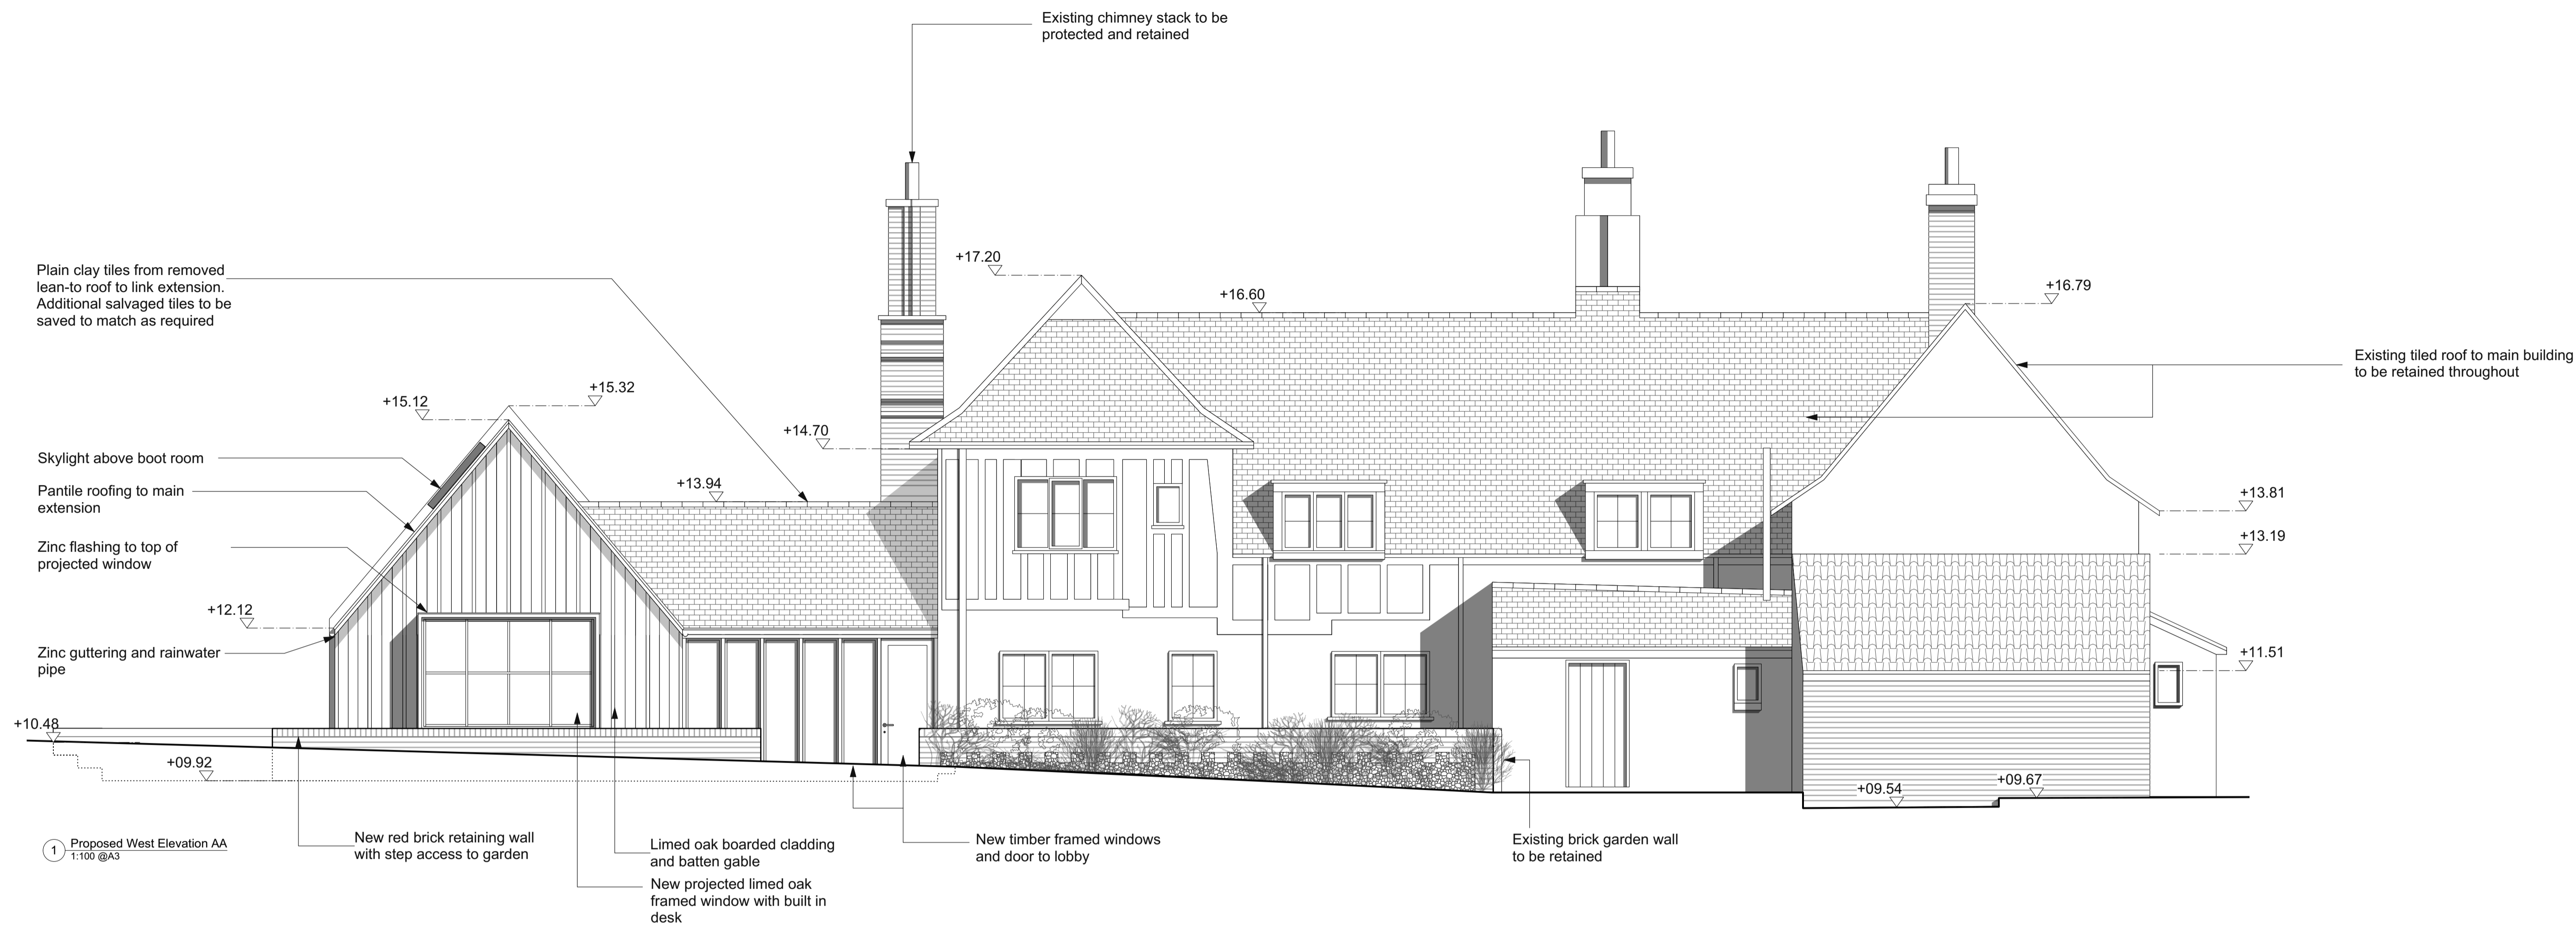 Existing chimney stack to be
protected and retained
+17.20
+16.60
+16.79
Plain clay tiles from removed
lean-to roof to link extension.
Additional salvaged tiles to be
saved to match as required
Existing tiled roof to main building
to be retained throughout
+15.12
+15.32
+14.70
Skylight above boot room
+13.94
Pantile roofing to main
extension
+13.81
Zinc flashing to top of
projected window
+13.19
+12.12
Zinc guttering and rainwater
pipe
+11.51
+10.48
+09.92
+09.54
+09.67
1
Proposed West Elevation AA
1:100 @A3
New red brick retaining wall
with step access to garden
Limed oak boarded cladding
and batten gable
New projected limed oak
framed window with built in
desk
New timber framed windows
and door to lobby
Existing brick garden wall
to be retained